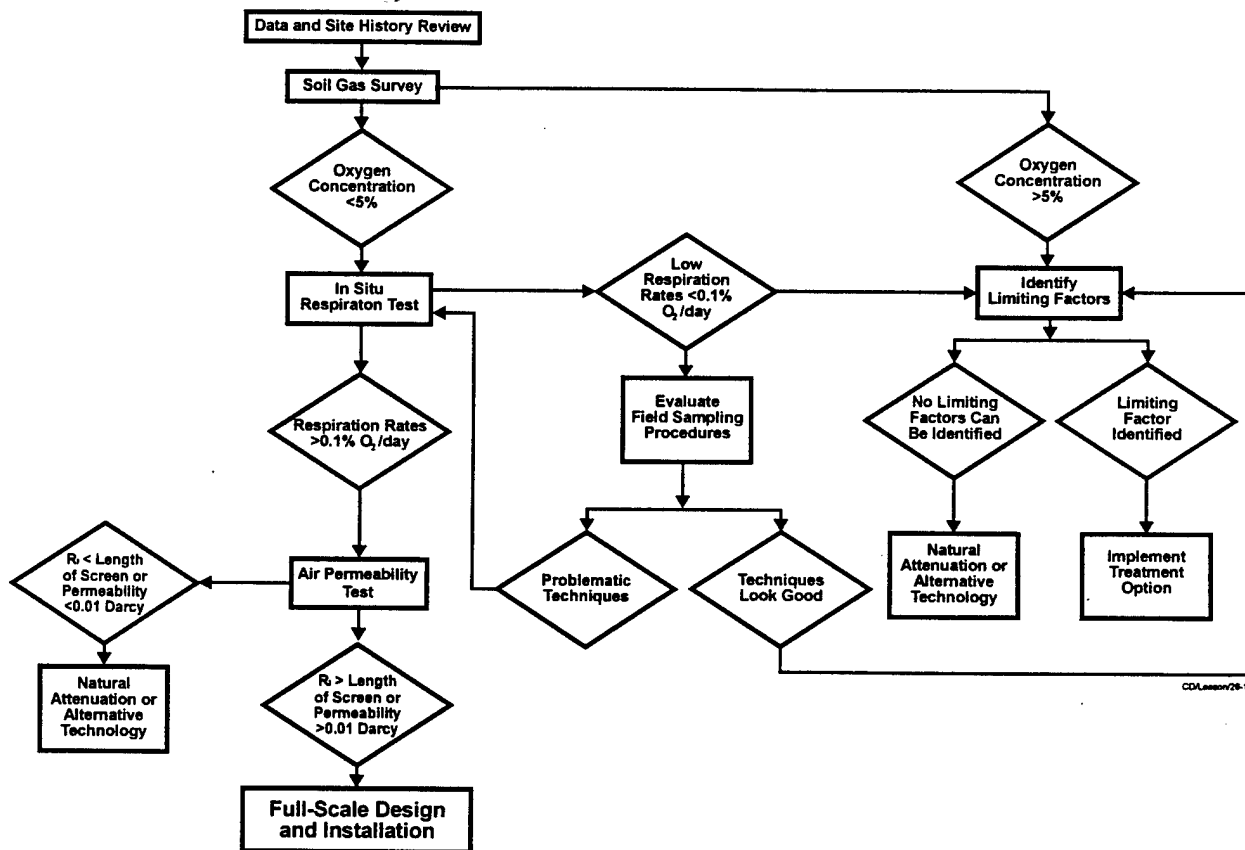 Data and Site History Review
Soil Gas Survey
Oxygen
Concentration
<5%
Oxygen
Concentration
>5%
In Situ
Respiraton Test
Low
Respiration
Rates <0.1%
O₂/day
Identify
Limiting Factors
Respiration Rates
>0.1% O₂/day
Evaluate
Field Sampling
Procedures
No Limiting
Factors Can
Be Identified
Limiting
Factor
Identified
R < Length
of Screen or
Permeability
<0.01 Darcy
Air Permeability
Test
Problematic
Techniques
Techniques
Look Good
Natural
Attenuation or
Alternative
Technology
Implement
Treatment
Option
Natural
Attenuation or
Alternative
Technology
R > Length
of Screen or
Permeability
>0.01 Darcy
Full-Scale Design
and Installation